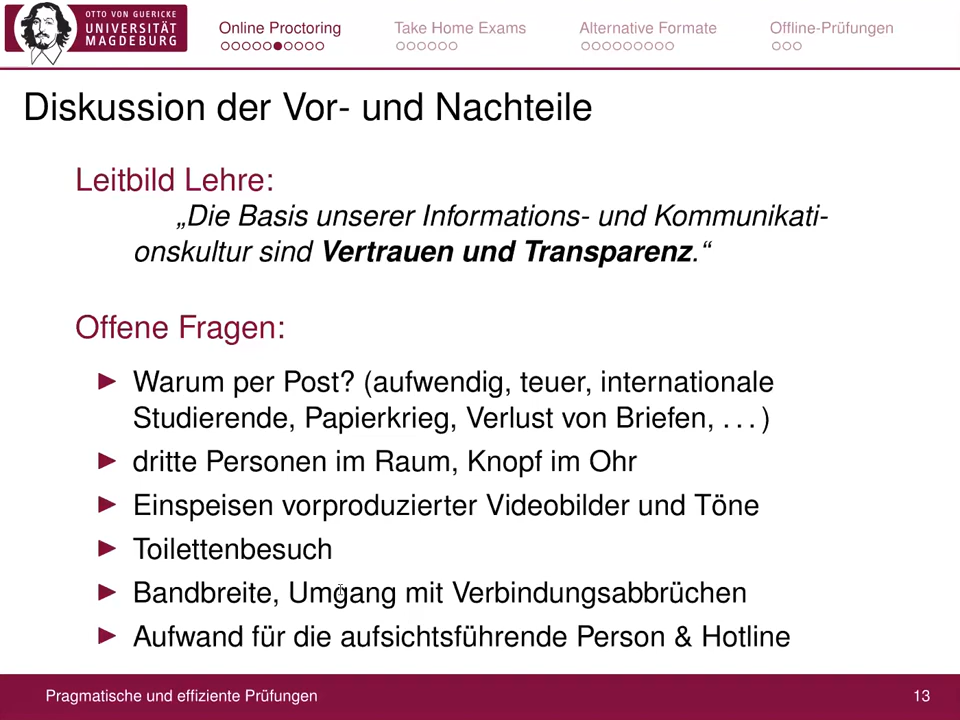 OTTO VON GUERICKE
UNIVERSITÄT
MAGDEBURG
Online Proctoring
Take Home Exams
Alternative Formate
Offline-Prüfungen
Diskussion der Vor- und Nachteile
Leitbild Lehre:
„Die Basis unserer Informations- und Kommunikati-
onskultur sind Vertrauen und Transparenz.“
Offene Fragen:
Warum per Post? (aufwendig, teuer, internationale
Studierende, Papierkrieg, Verlust von Briefen, . . . )
dritte Personen im Raum, Knopf im Ohr
Einspeisen vorproduzierter Videobilder und Töne
Toilettenbesuch
Bandbreite, Umgang mit Verbindungsabbrüchen
Aufwand für die aufsichtsführende Person & Hotline
Pragmatische und effiziente Prüfungen
13